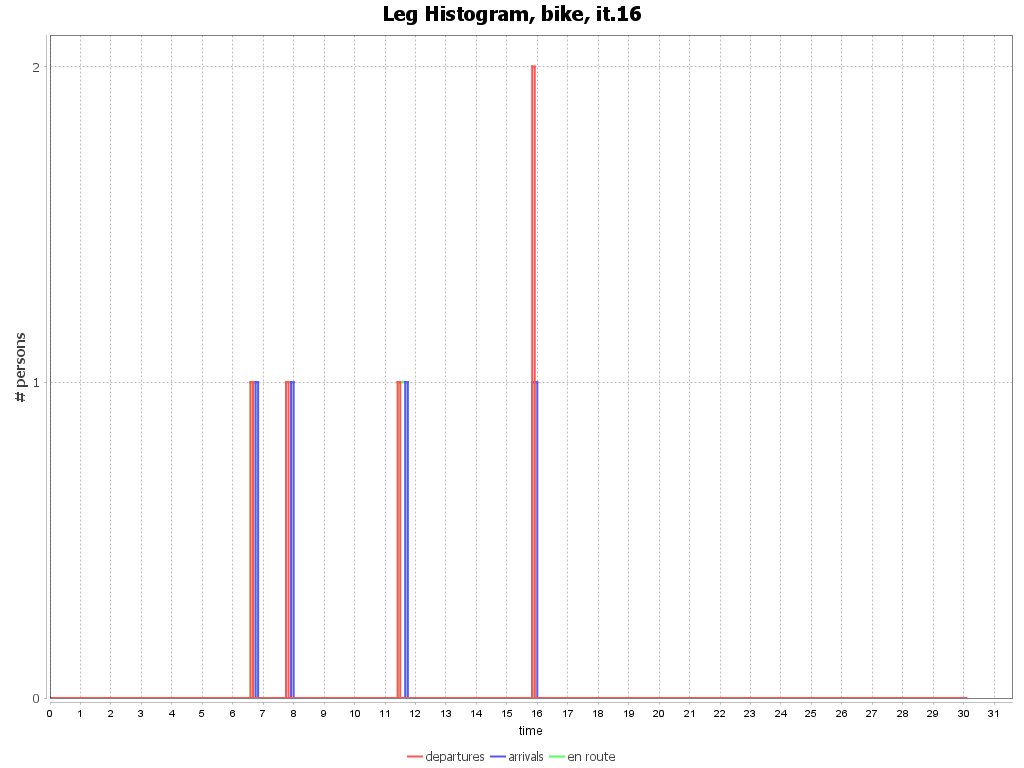 Leg Histogram, bike, it.16
# persons
2
1
0
0 1 2 3 4 5 6 7 8 9 10 11 12 13 14 15 16 17 18 19 20 21 22 23 24 25 26 27 28 29 30 31
time
departures arrivals en route